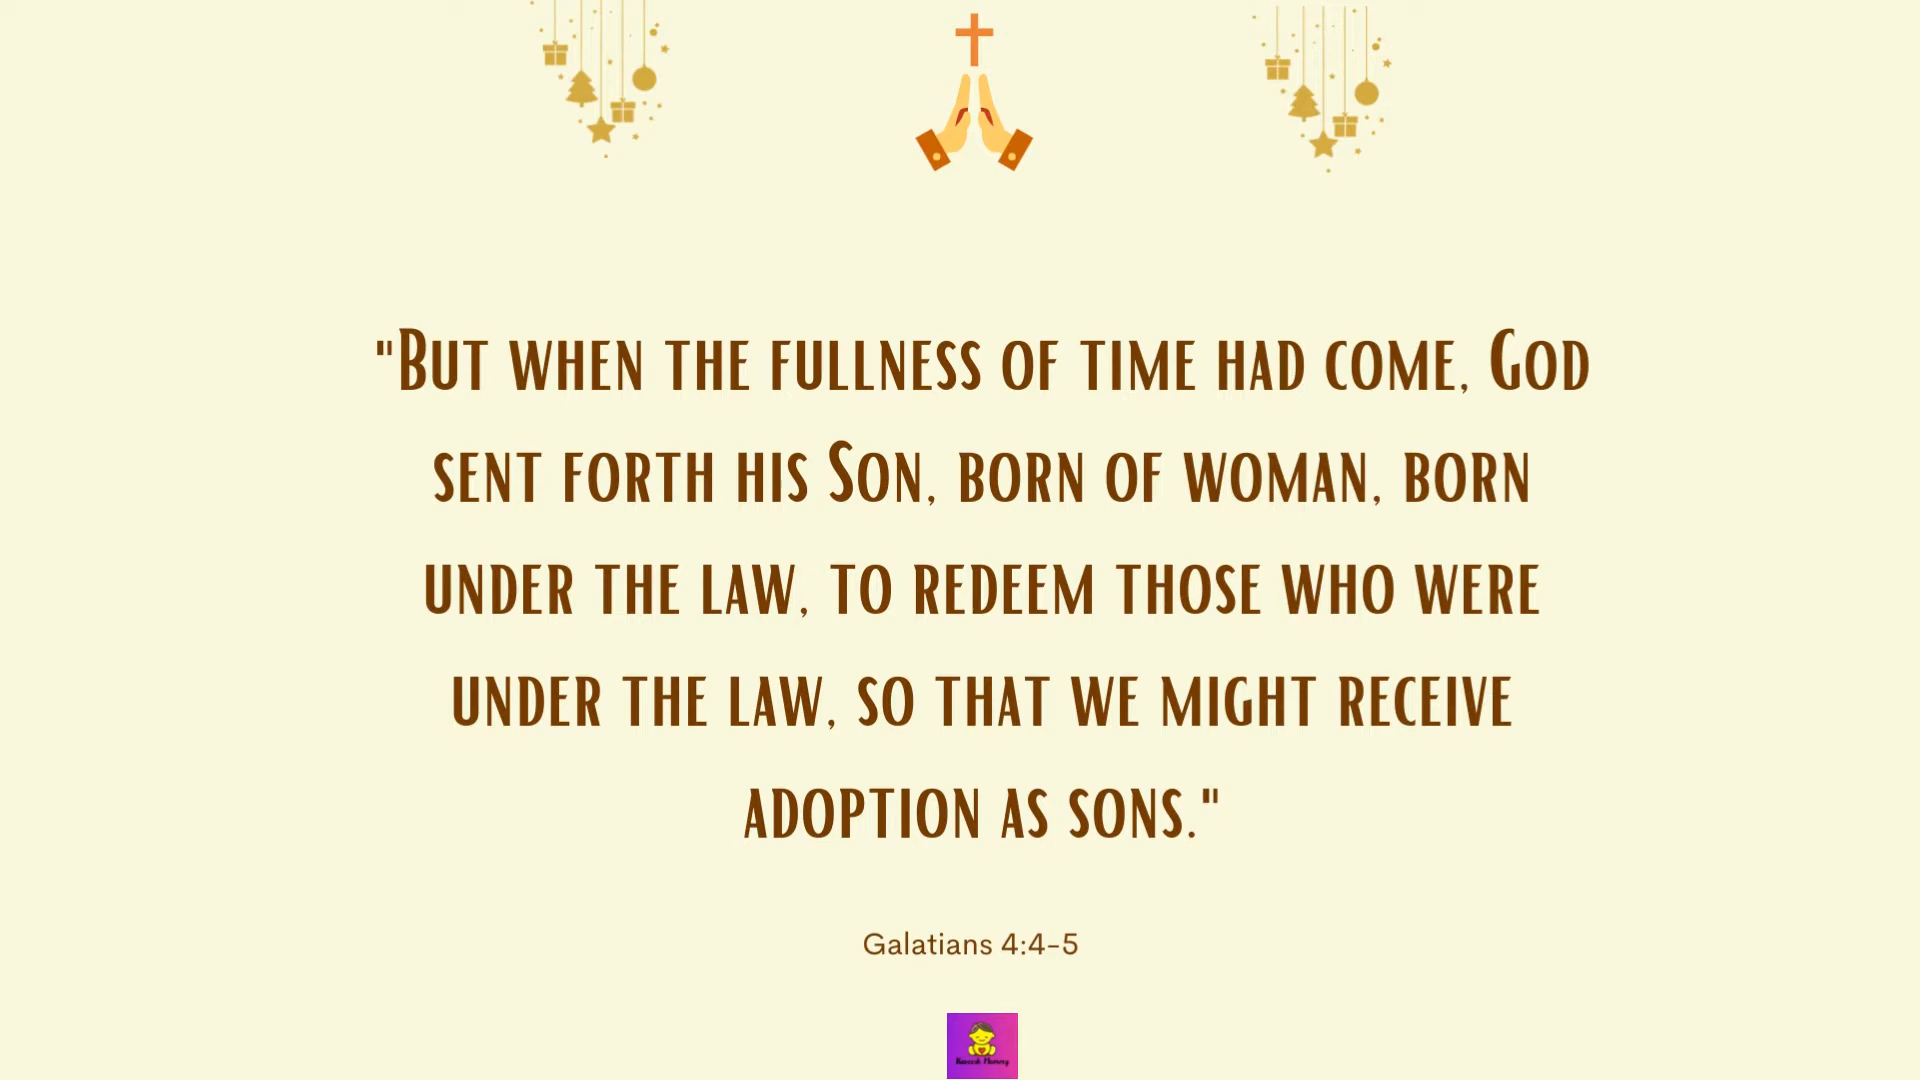 "But when the fullness of time had come, God
sent forth his Son, born of woman, born
under the law, to redeem those who were
under the law, so that we might receive
adoption as sons."
Galatians 4:4-5